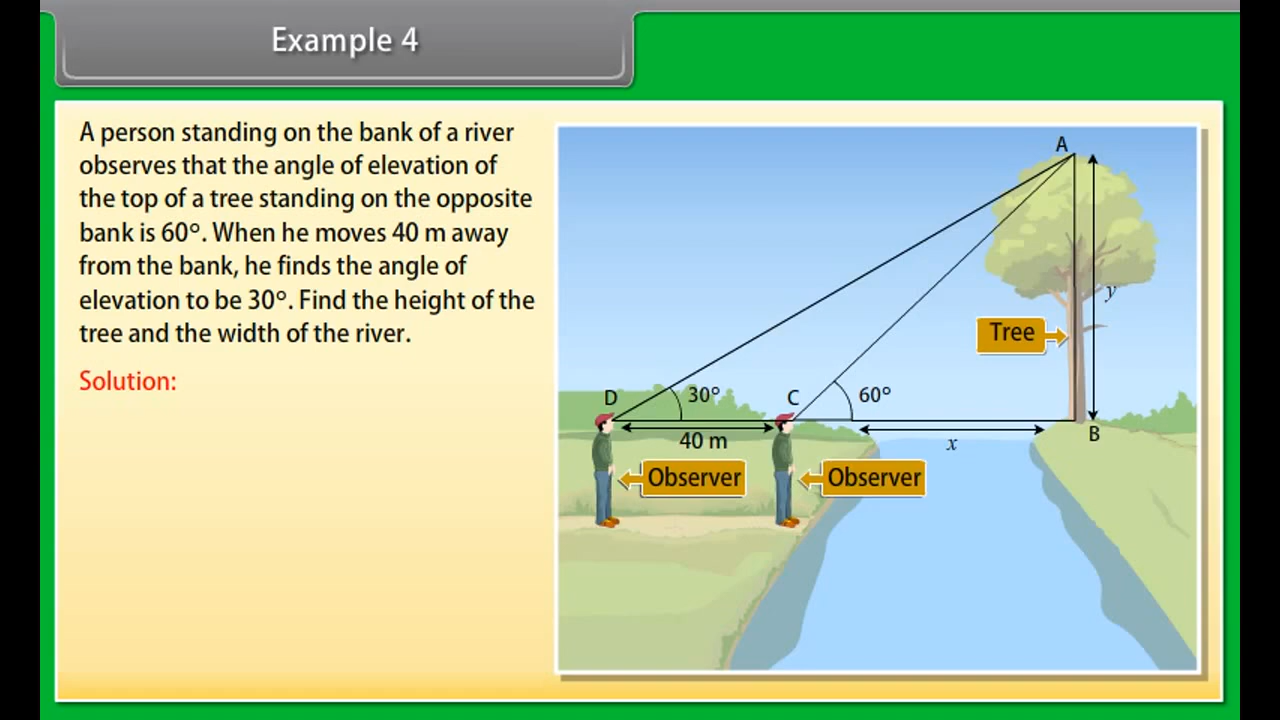 Example 4
A person standing on the bank of a river
observes that the angle of elevation of
the top of a tree standing on the opposite
bank is 60°. When he moves 40 m away
from the bank, he finds the angle of
elevation to be 30°. Find the height of the
tree and the width of the river.
Solution:
A
y
Tree
D
30°
C
60°
40 m
x
B
Observer
Observer